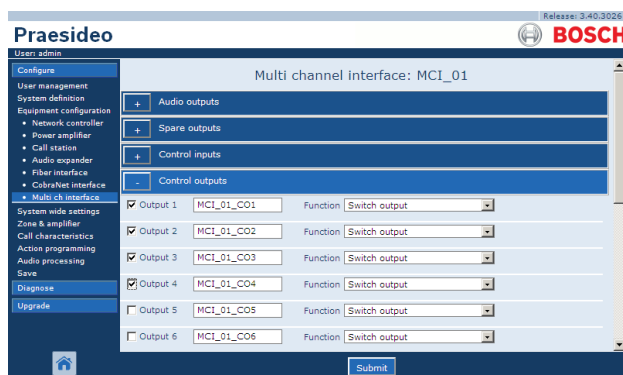 Release: 3.40.3026
Praesideo
BOSCH
User: admin
Configure
User management
System definition
Equipment configuration
• Network controller
• Power amplifier
• Call station
• Audio expander
• Fiber interface
• CobraNet interface
• Multi ch interface
System wide settings
Zone & amplifier
Call characteristics
Action programming
Audio processing
Save
Diagnose
Upgrade
Multi channel interface: MCI_01
+ Audio outputs
+ Spare outputs
+ Control inputs
- Control outputs
Output 1 MCI_01_CO1 Function Switch output
Output 2 MCI_01_CO2 Function Switch output
Output 3 MCI_01_CO3 Function Switch output
Output 4 MCI_01_CO4 Function Switch output
Output 5 MCI_01_CO5 Function Switch output
Output 6 MCI_01_CO6 Function Switch output
Submit